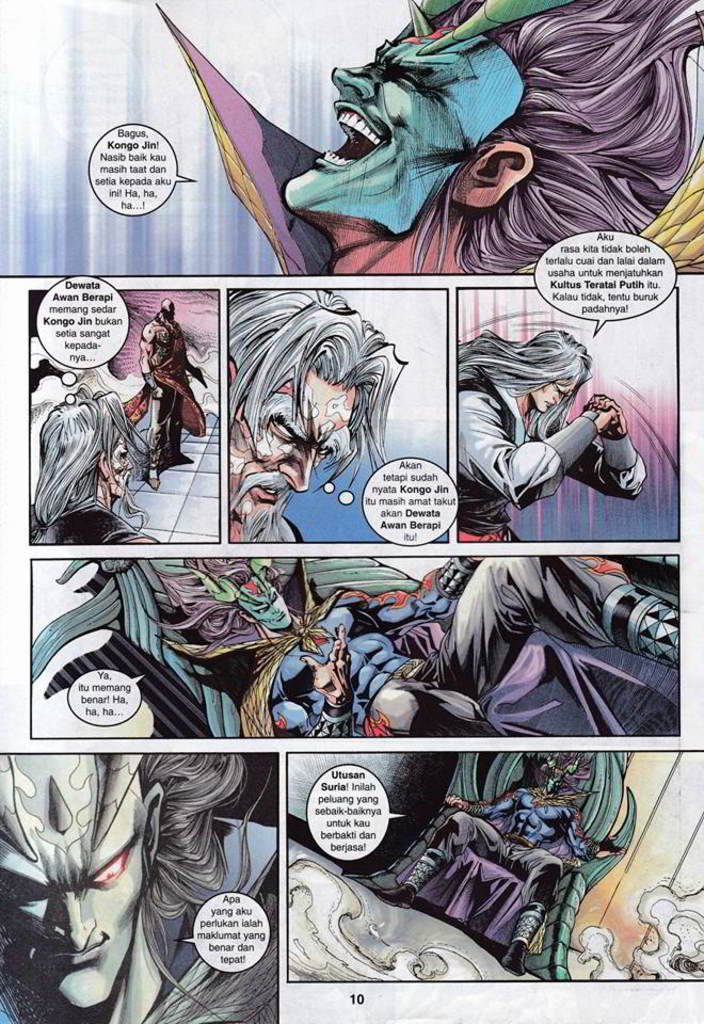 Bagus,
Kongo Jin!
Nasib baik kau
masih taat dan
setia kepada aku
ini! Ha, ha,
ha...!
Aku
rasa kita tidak boleh
terlalu cuai dan lalai dalam
usaha untuk menjatuhkan
Kultus Teratai Putih itu.
Kalau tidak, tentu buruk
padahnya!
Dewata
Awan Berapi
memang sedar
Kongo Jin bukan
setia sangat
kepada-
nya...
Akan
tetapi sudah
nyata Kongo Jin
itu masih amat takut
akan Dewata
Awan Berapi
itu!
Ya,
itu memang
benar! Ha,
ha, ha...
Apa
yang aku
perlukan ialah
maklumat yang
benar dan
tepat!
Utusan
Suria! Inilah
peluang yang
sebaik-baiknya
untuk kau
berbakti dan
berjasa!
10